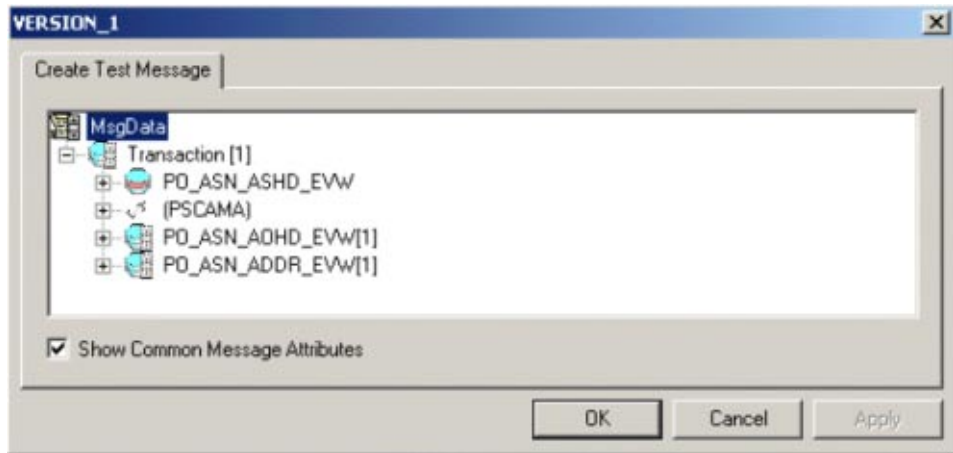 VERSION_1
Create Test Message
MsgData
Transaction [1]
PO_ASN_ASHD_EVW
(PSCAMA)
PO_ASN_AOHD_EVW[1]
PO_ASN_ADDR_EVW[1]
Show Common Message Attributes
OK Cancel Apply